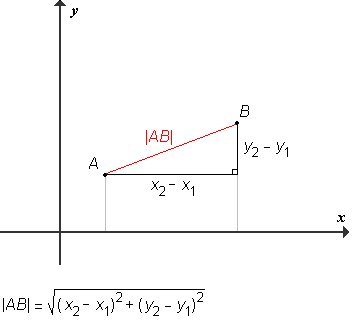 y
B
|AB|
y₂ – y₁
A
x₂ – x₁
x
|AB| = √(x₂ – x₁)² + (y₂ – y₁)²